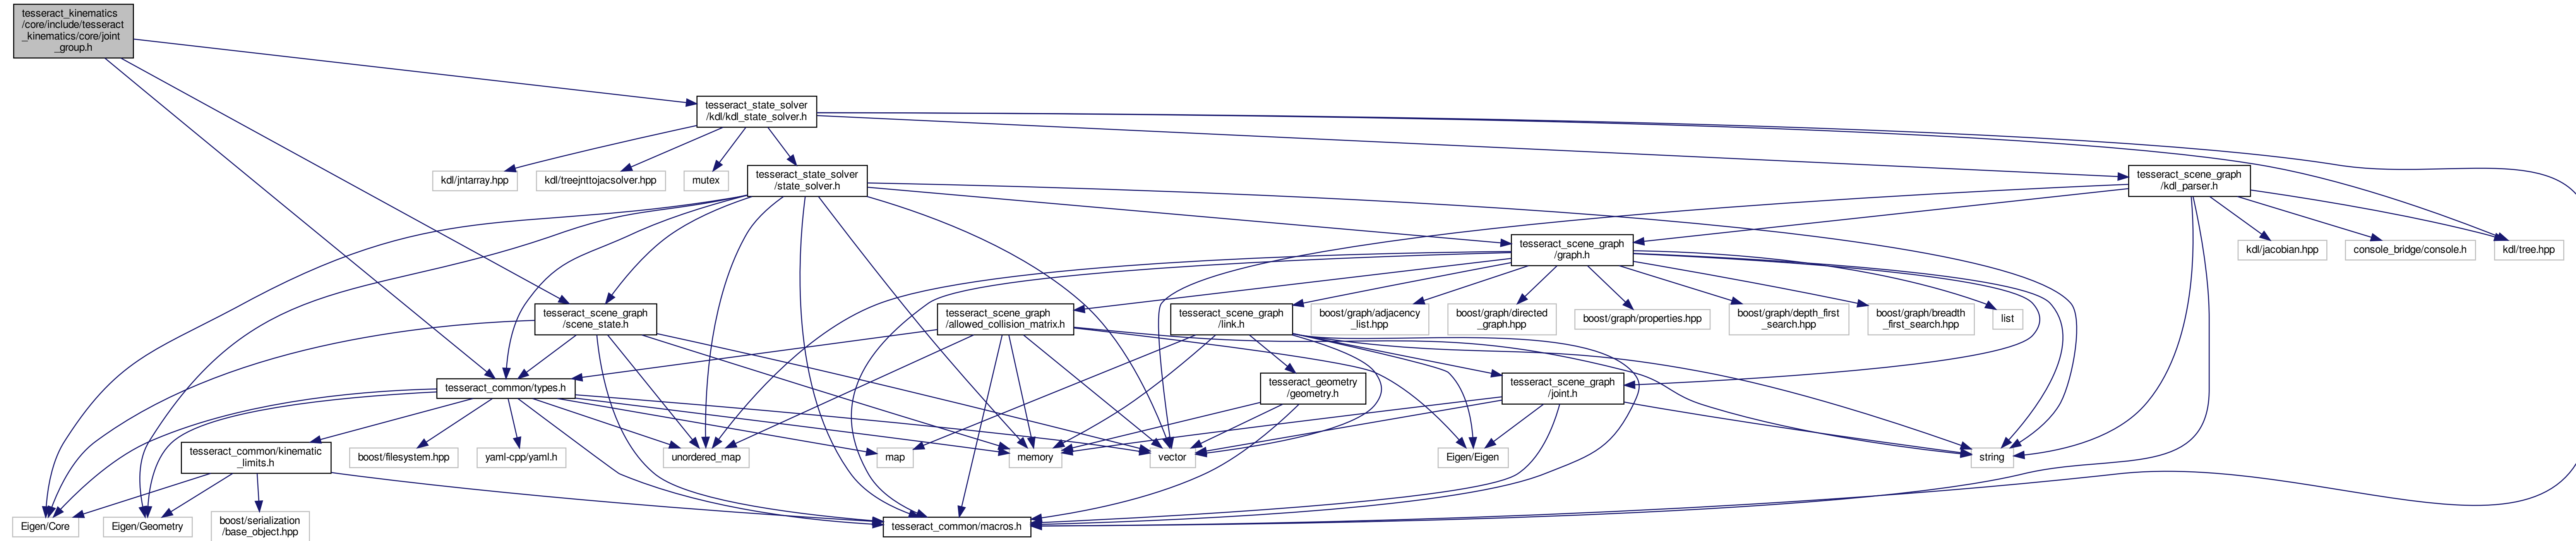 tesseract_kinematics
/core/include/tesseract
_kinematics/core/joint
_group.h
tesseract_state_solver
/kdl/kdl_state_solver.h
kdl/jntarray.hpp
kdl/treejnttojacsolver.hpp
mutex
tesseract_state_solver
/state_solver.h
tesseract_scene_graph
/kdl_parser.h
tesseract_scene_graph
/graph.h
kdl/jacobian.hpp
console_bridge/console.h
kdl/tree.hpp
tesseract_scene_graph
/scene_state.h
tesseract_scene_graph
/allowed_collision_matrix.h
tesseract_scene_graph
/link.h
boost/graph/adjacency
_list.hpp
boost/graph/directed
_graph.hpp
boost/graph/properties.hpp
boost/graph/depth_first
_search.hpp
boost/graph/breadth
_first_search.hpp
list
tesseract_common/types.h
tesseract_geometry
/geometry.h
tesseract_scene_graph
/joint.h
tesseract_common/kinematic
_limits.h
boost/filesystem.hpp
yaml-cpp/yaml.h
unordered_map
map
memory
vector
Eigen/Eigen
string
Eigen/Core
Eigen/Geometry
boost/serialization
/base_object.hpp
tesseract_common/macros.h